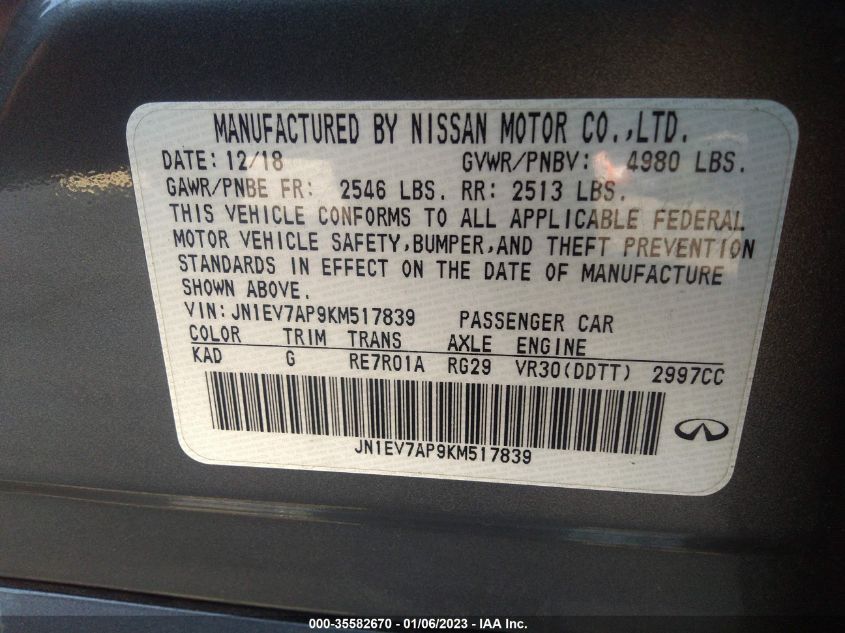 MANUFACTURED BY NISSAN MOTOR CO.,LTD.
DATE: 12/18 GVWR/PNBV: 4980 LBS.
GAWR/PNBE FR: 2546 LBS. RR: 2513 LBS.
THIS VEHICLE CONFORMS TO ALL APPLICABLE FEDERAL
MOTOR VEHICLE SAFETY,BUMPER,AND THEFT PREVENTION
STANDARDS IN EFFECT ON THE DATE OF MANUFACTURE
SHOWN ABOVE.
VIN:JN1EV7AP9KM517839 PASSENGER CAR
COLOR TRIM TRANS AXLE ENGINE
KAD G RE7R01A RG29 VR30(DDTT) 2997CC
JN1EV7AP9KM517839
000-35582670 - 01/06/2023 - IAA Inc.